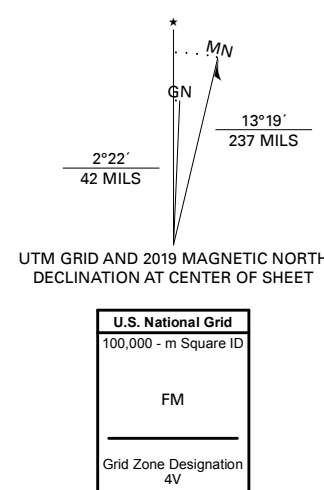 ★
MN
GN
13°19´
237 MILS
2°22´
42 MILS
UTM GRID AND 2019 MAGNETIC NORTH
DECLINATION AT CENTER OF SHEET
U.S. National Grid
100,000 - m Square ID
FM
Grid Zone Designation
4V